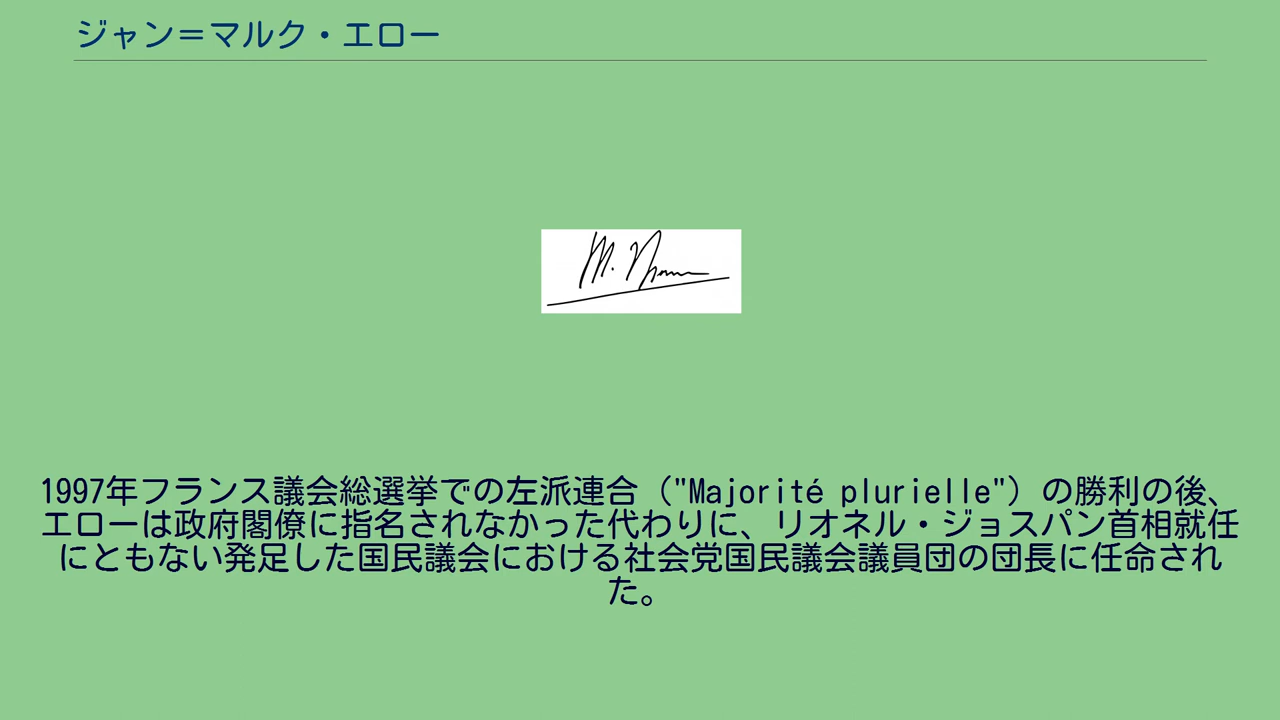 ジャン＝マルク・エロー
1997年フランス議会総選挙での左派連合（"Majorité plurielle"）の勝利の後、
エローは政府閣僚に指名されなかった代わりに、リオネル・ジョスパン首相就任
にともない発足した国民議会における社会党国民議会議員団の団長に任命され
た。